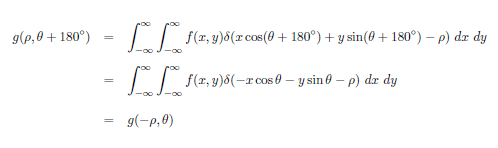 g(ρ, θ + 180°) = ∫_{-∞}^{∞} ∫_{-∞}^{∞} f(x, y)δ(x cos(θ + 180°) + y sin(θ + 180°) − ρ) dx dy
= ∫_{-∞}^{∞} ∫_{-∞}^{∞} f(x, y)δ(−x cos θ − y sin θ − ρ) dx dy
= g(−ρ, θ)